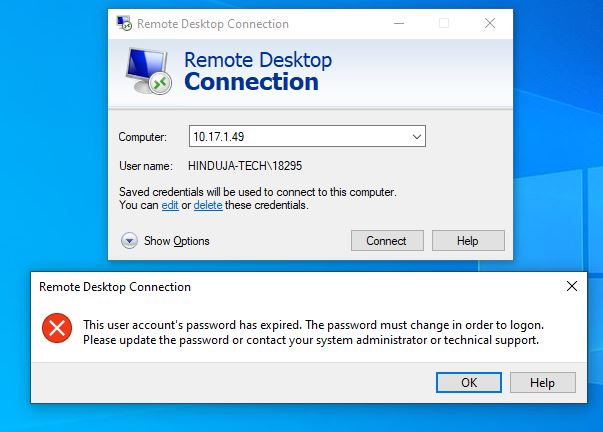 Remote Desktop Connection
Remote Desktop
Connection
Computer: 10.17.1.49
User name: HINDUJA-TECH\18295
Saved credentials will be used to connect to this computer.
You can edit or delete these credentials.
Show Options Connect Help
Remote Desktop Connection
This user account's password has expired. The password must change in order to logon.
Please update the password or contact your system administrator or technical support.
OK Help